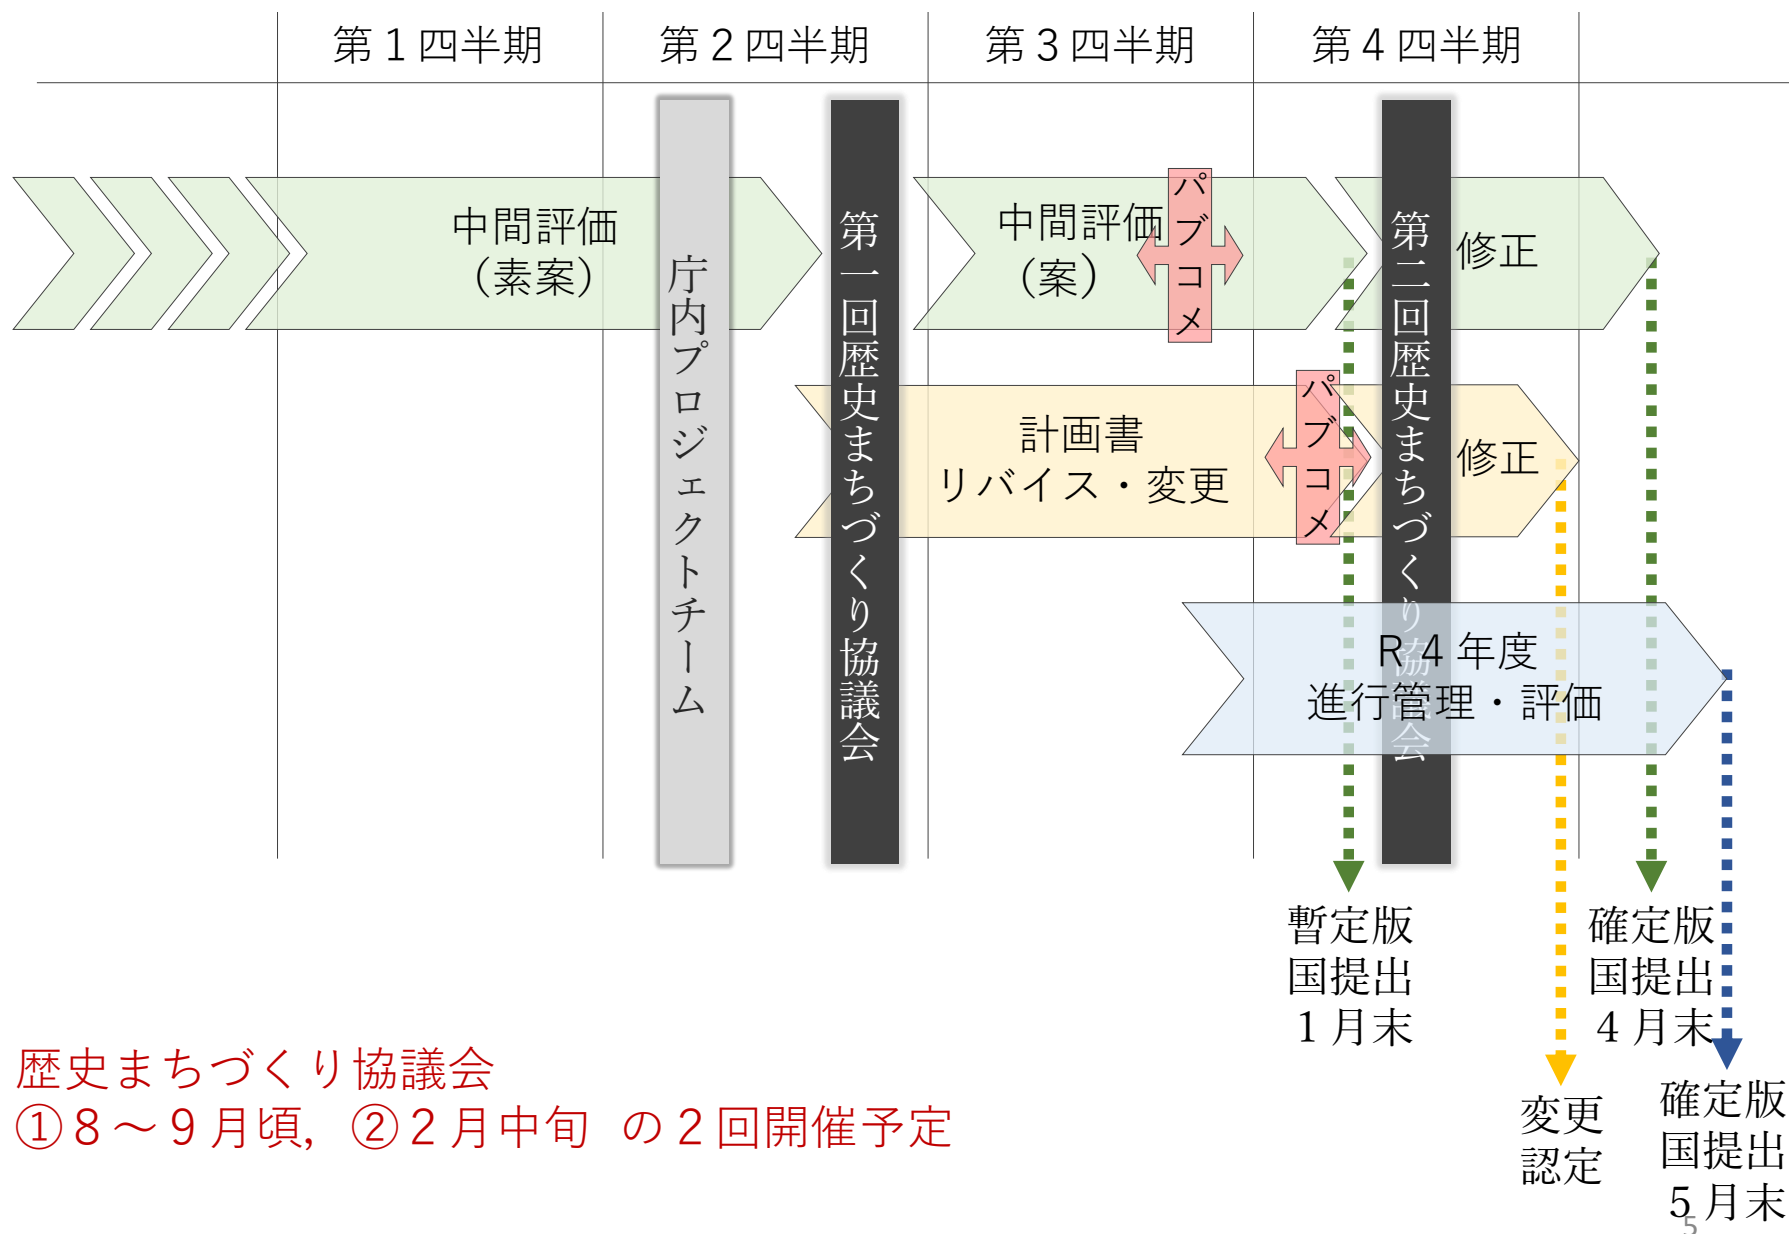 第１四半期
第２四半期
第３四半期
第４四半期
中間評価
（素案）
庁内プロジェクトチーム
第一回歴史まちづくり協議会
中間評価
（案）
パブコメ
第二回歴史まちづくり協議会
修正
計画書
リバイス・変更
パブコメ
修正
Ｒ４年度
進行管理・評価
暫定版
国提出
１月末
確定版
国提出
４月末
変更
認定
確定版
国提出
５月末
歴史まちづくり協議会
①８～９月頃，②２月中旬 の２回開催予定
5